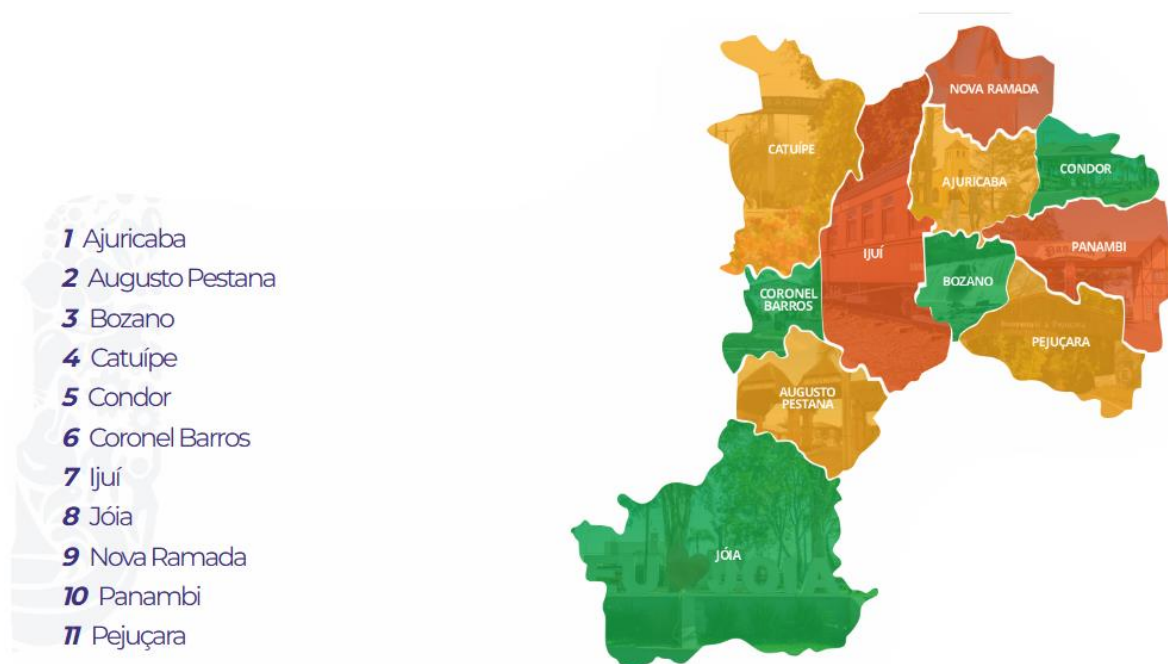 1 Ajuricaba
2 Augusto Pestana
3 Bozano
4 Catuípe
5 Condor
6 Coronel Barros
7 Ijuí
8 Jóia
9 Nova Ramada
10 Panambi
11 Pejuçara
NOVA RAMADA
CATUÍPE
CONDOR
AJURICABA
PANAMBI
IJUÍ
BOZANO
CORONEL
BARROS
PEJUÇARA
AUGUSTO
PESTANA
JÓIA
JÓIA